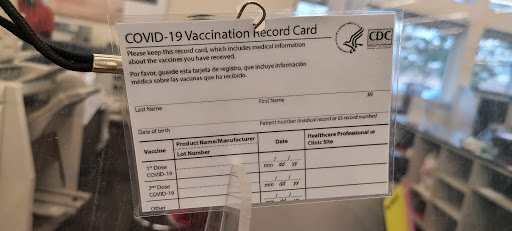 COVID-19 Vaccination Record Card
CDC
Please keep this record card, which includes medical information
about the vaccines you have received.
Por favor, guarde esta tarjeta de registro, que incluye información
médica sobre las vacunas que ha recibido.
Last Name First Name MI
Date of birth Patient number (medical record or IIS record number)
Vaccine Product Name/Manufacturer Date Healthcare Professional or
Lot Number Clinic Site
1st Dose
COVID-19
mm dd yy
2nd Dose
COVID-19
mm dd yy
Other